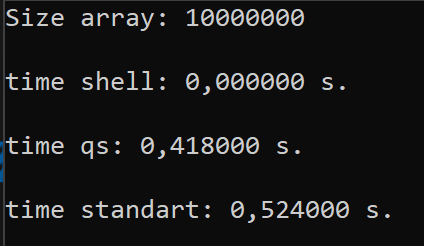 Size array: 10000000
time shell: 0,000000 s.
time qs: 0,418000 s.
time standart: 0,524000 s.